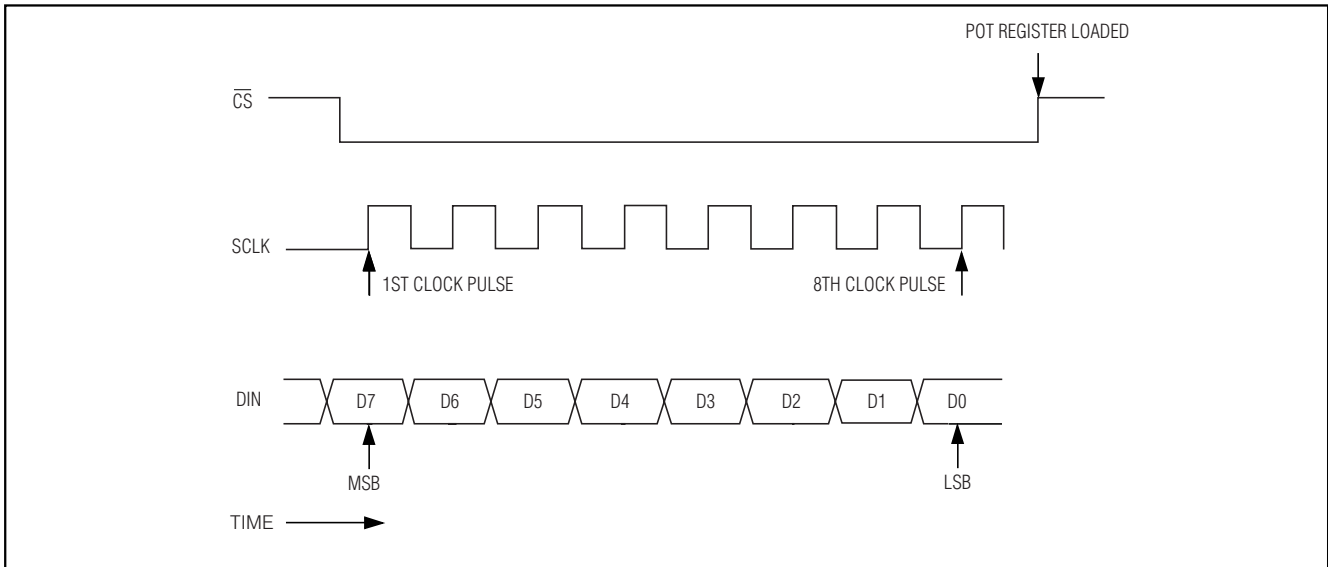 POT REGISTER LOADED
C̅S̅
SCLK
1ST CLOCK PULSE
8TH CLOCK PULSE
DIN
D7
D6
D5
D4
D3
D2
D1
D0
MSB
LSB
TIME